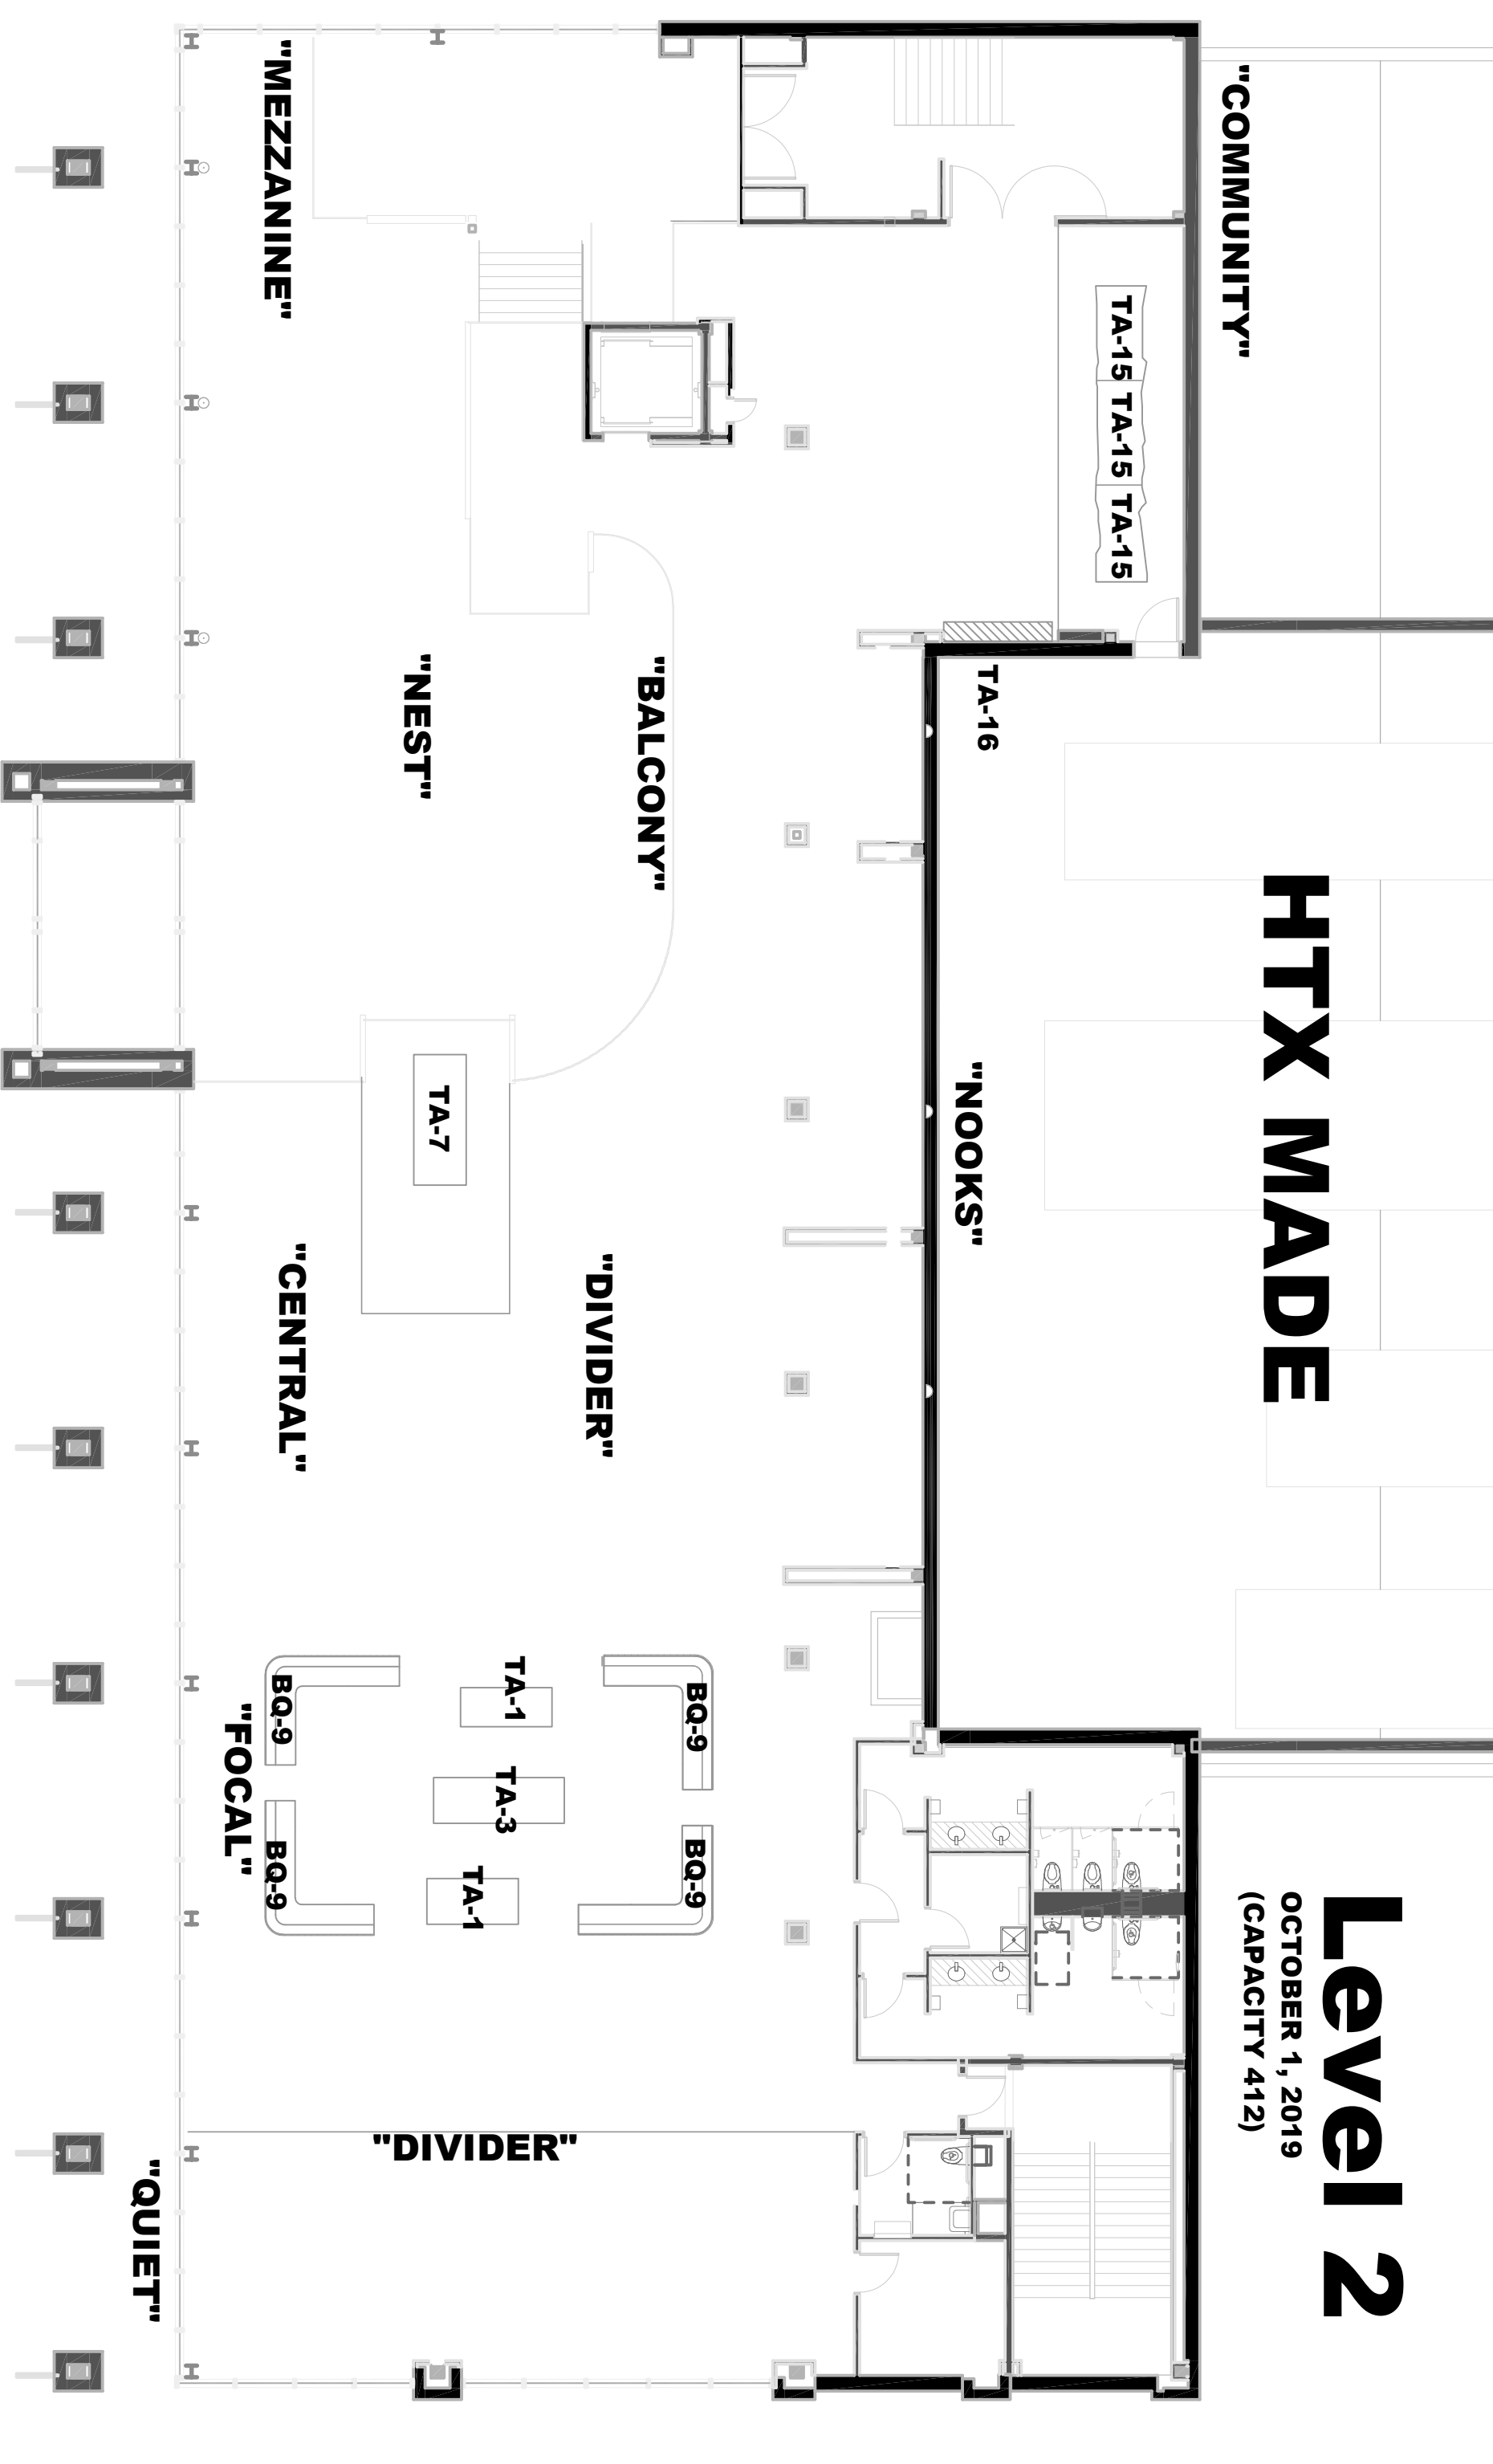 HTX MADE
Level 2
OCTOBER 1, 2019
(CAPACITY 412)
"COMMUNITY"
TA-15
TA-15
TA-15
TA-16
"NOOKS"
"MEZZANINE"
"NEST"
"BALCONY"
TA-7
"CENTRAL"
"DIVIDER"
BQ-9
TA-1
BQ-9
TA-3
"FOCAL"
BQ-9
TA-1
BQ-9
"DIVIDER"
"QUIET"